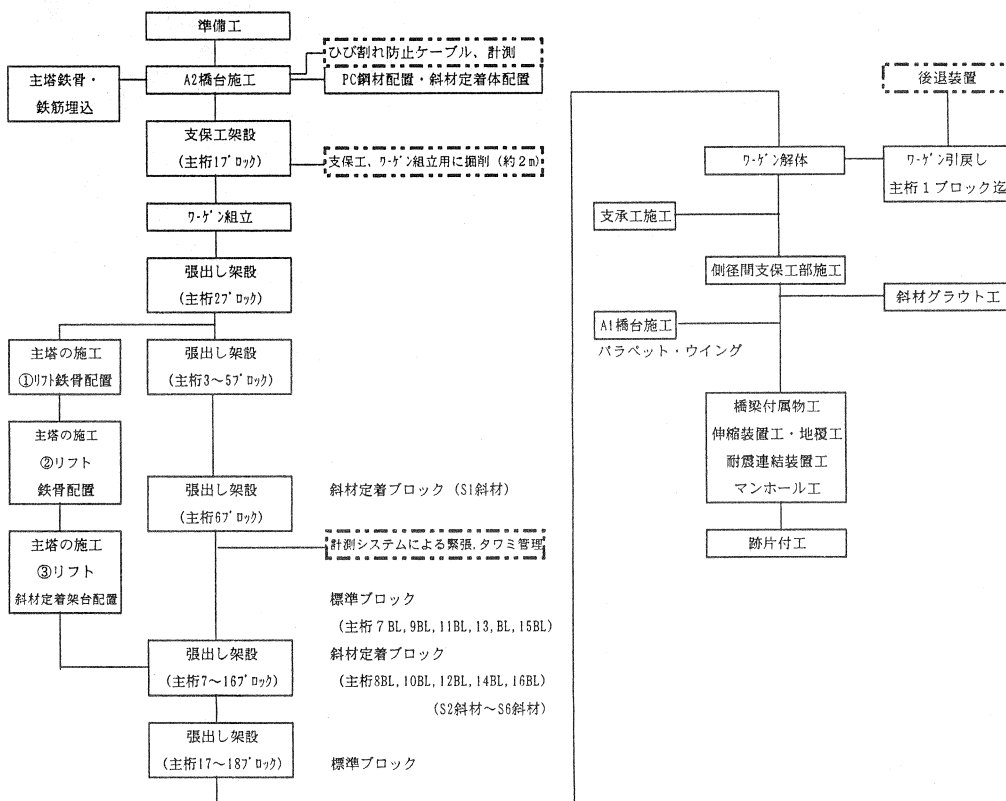 準備工
ひび割れ防止ケーブル、計測
主塔鉄骨・
鉄筋埋込
A2橋台施工
PC鋼材配置・斜材定着体配置
支保工架設
(主桁1ブロック)
支保工、ワーゲン組立用に掘削（約2m）
ワーゲン組立
張出し架設
(主桁2ブロック)
主塔の施工
①リフト鉄骨配置
張出し架設
(主桁3～5ブロック)
主塔の施工
②リフト
鉄骨配置
張出し架設
(主桁6ブロック)
斜材定着ブロック（S1斜材）
主塔の施工
③リフト
斜材定着架台配置
計測システムによる緊張,タワミ管理
標準ブロック
(主桁7BL,9BL,11BL,13,BL,15BL)
張出し架設
(主桁7～16ブロック)
斜材定着ブロック
(主桁8BL,10BL,12BL,14BL,16BL)
(S2斜材～S6斜材)
張出し架設
(主桁17～18ブロック)
標準ブロック
後退装置
ワーゲン解体
ワーゲン引戻し
主桁1ブロック迄
支承工施工
側径間支保工部施工
斜材グラウト工
A1橋台施工
パラペット・ウイング
橋梁付属物工
伸縮装置工・地覆工
耐震連結装置工
マンホール工
跡片付工